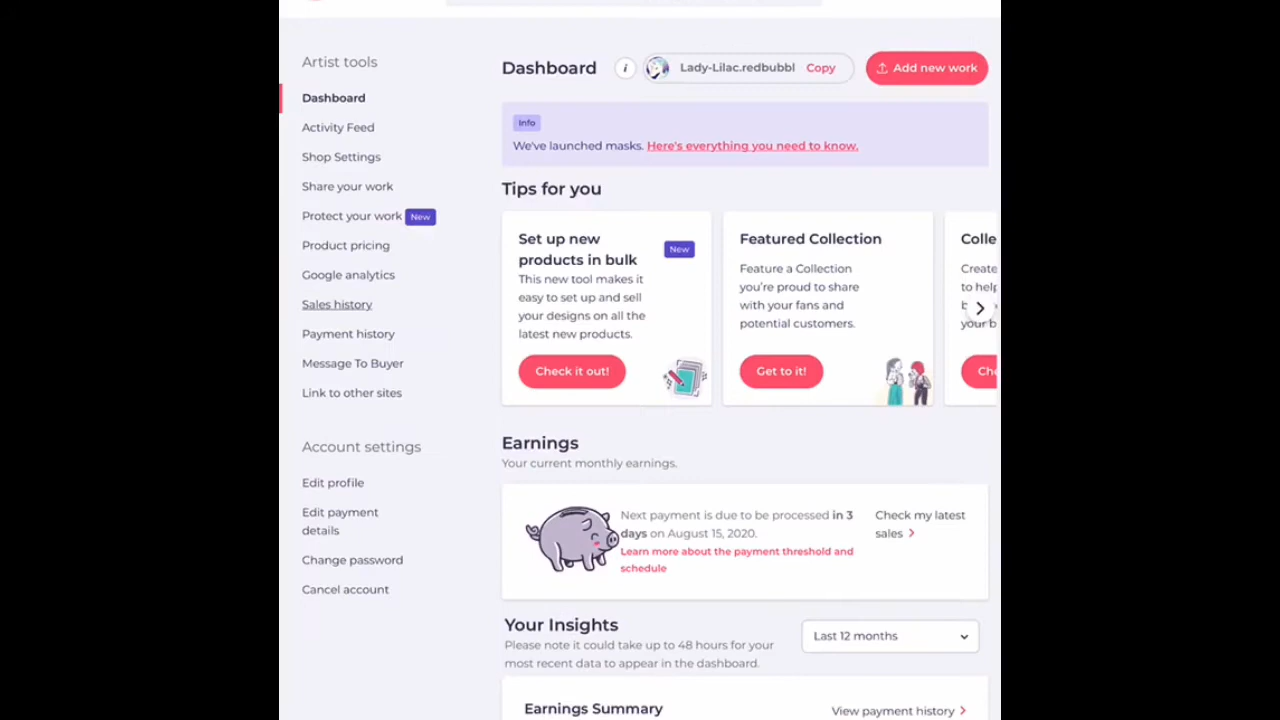 Artist tools
Dashboard
Activity Feed
Shop Settings
Share your work
Protect your work New
Product pricing
Google analytics
Sales history
Payment history
Message To Buyer
Link to other sites
Account settings
Edit profile
Edit payment
details
Change password
Cancel account
Dashboard i Lady-Lilac.redbubbl Copy Add new work
Info
We've launched masks. Here's everything you need to know.
Tips for you
Set up new
products in bulk
New
This new tool makes it
easy to set up and sell
your designs on all the
latest new products.
Check it out!
Featured Collection
Feature a Collection
you're proud to share
with your fans and
potential customers.
Get to it!
Colle
Create
to help
your b
Earnings
Your current monthly earnings.
Next payment is due to be processed in 3
days on August 15, 2020.
Learn more about the payment threshold and
schedule
Check my latest
sales
Your Insights
Please note it could take up to 48 hours for your
most recent data to appear in the dashboard.
Last 12 months
Earnings Summary
View payment history